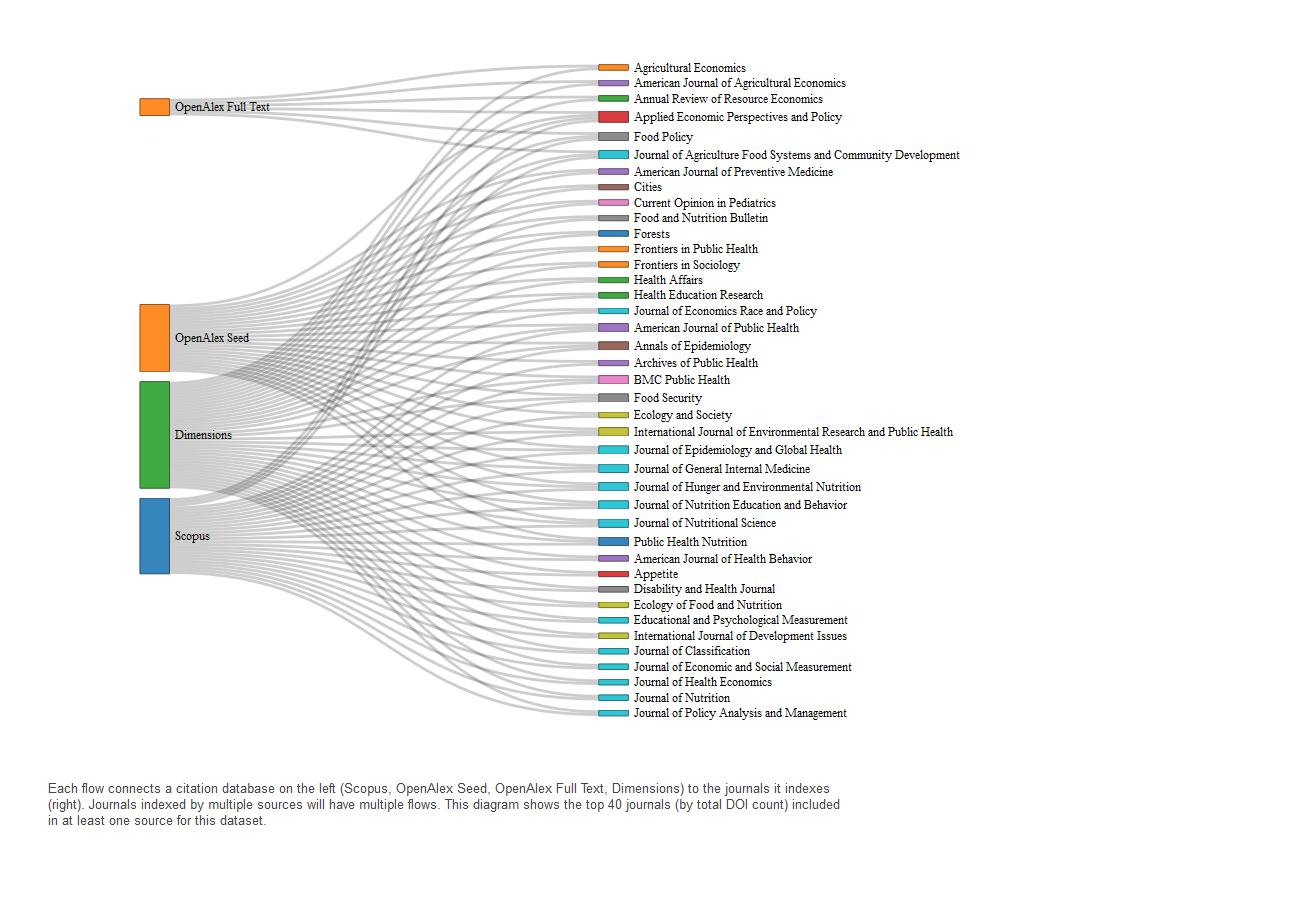 OpenAlex Full Text
OpenAlex Seed
Dimensions
Scopus
Agricultural Economics
American Journal of Agricultural Economics
Annual Review of Resource Economics
Applied Economic Perspectives and Policy
Food Policy
Journal of Agriculture Food Systems and Community Development
American Journal of Preventive Medicine
Cities
Current Opinion in Pediatrics
Food and Nutrition Bulletin
Forests
Frontiers in Public Health
Frontiers in Sociology
Health Affairs
Health Education Research
Journal of Economics Race and Policy
American Journal of Public Health
Annals of Epidemiology
Archives of Public Health
BMC Public Health
Food Security
Ecology and Society
International Journal of Environmental Research and Public Health
Journal of Epidemiology and Global Health
Journal of General Internal Medicine
Journal of Hunger and Environmental Nutrition
Journal of Nutrition Education and Behavior
Journal of Nutritional Science
Public Health Nutrition
American Journal of Health Behavior
Appetite
Disability and Health Journal
Ecology of Food and Nutrition
Educational and Psychological Measurement
International Journal of Development Issues
Journal of Classification
Journal of Economic and Social Measurement
Journal of Health Economics
Journal of Nutrition
Journal of Policy Analysis and Management
Each flow connects a citation database on the left (Scopus, OpenAlex Seed, OpenAlex Full Text, Dimensions) to the journals it indexes
(right). Journals indexed by multiple sources will have multiple flows. This diagram shows the top 40 journals (by total DOI count) included
in at least one source for this dataset.